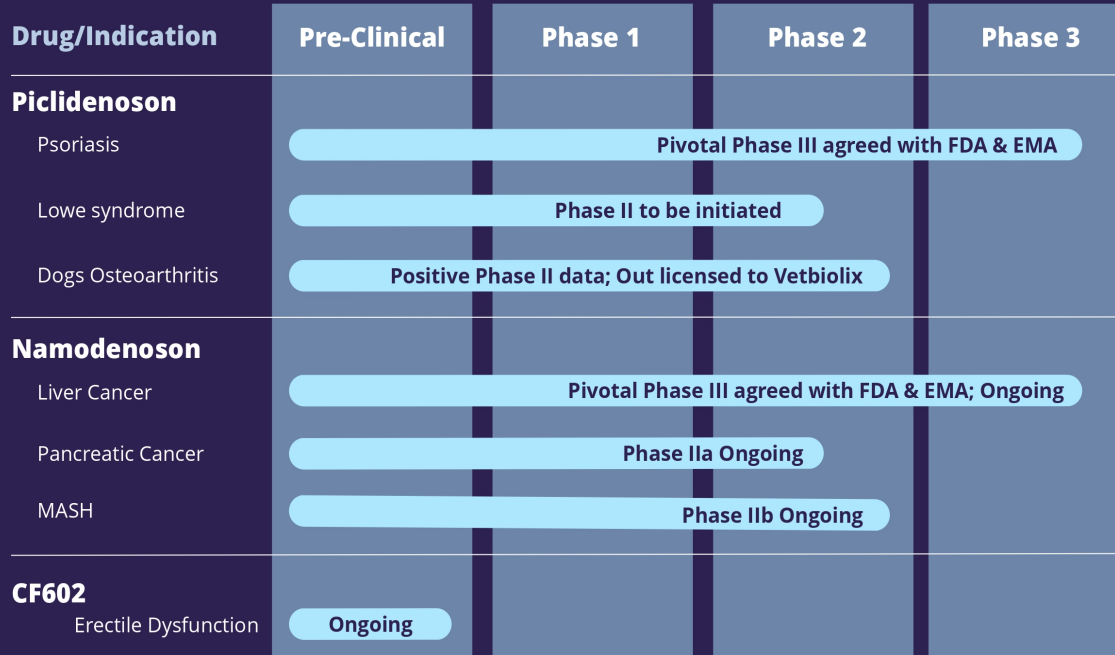 Drug/Indication Pre-Clinical Phase 1 Phase 2 Phase 3
Piclidenoson
Psoriasis Pivotal Phase III agreed with FDA & EMA
Lowe syndrome Phase II to be initiated
Dogs Osteoarthritis Positive Phase II data; Out licensed to Vetbiolix
Namodenoson
Liver Cancer Pivotal Phase III agreed with FDA & EMA; Ongoing
Pancreatic Cancer Phase IIa Ongoing
MASH Phase IIb Ongoing
CF602
Erectile Dysfunction Ongoing